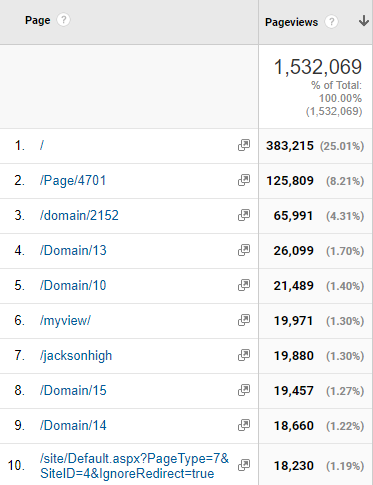 Page ? Pageviews ?
1,532,069
% of Total:
100.00%
(1,532,069)
1. / 383,215 (25.01%)
2. /Page/4701 125,809 (8.21%)
3. /domain/2152 65,991 (4.31%)
4. /Domain/13 26,099 (1.70%)
5. /Domain/10 21,489 (1.40%)
6. /myview/ 19,971 (1.30%)
7. /jacksonhigh 19,880 (1.30%)
8. /Domain/15 19,457 (1.27%)
9. /Domain/14 18,660 (1.22%)
10. /site/Default.aspx?PageType=7&
SiteID=4&IgnoreRedirect=true 18,230 (1.19%)